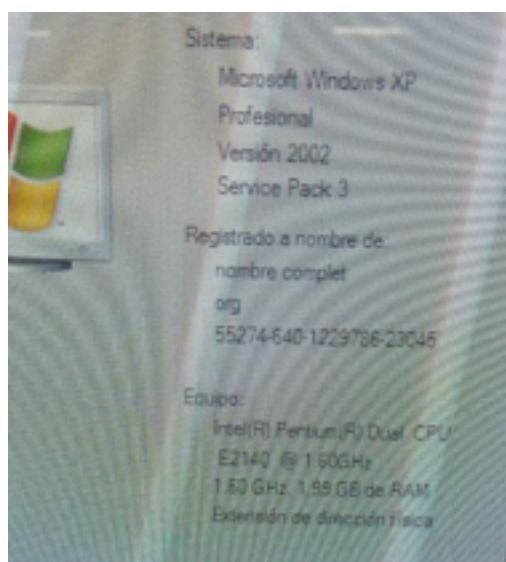 Sistema:
Microsoft Windows XP
Profesional
Versión 2002
Service Pack 3
Registrado a nombre de:
nombre complet
org
55274-640-1229786-23045
Equipo:
Intel(R) Pentium(R) Dual CPU
E2140 @ 1.60GHz
1.60 GHz, 1,99 GB de RAM
Extensión de dirección física